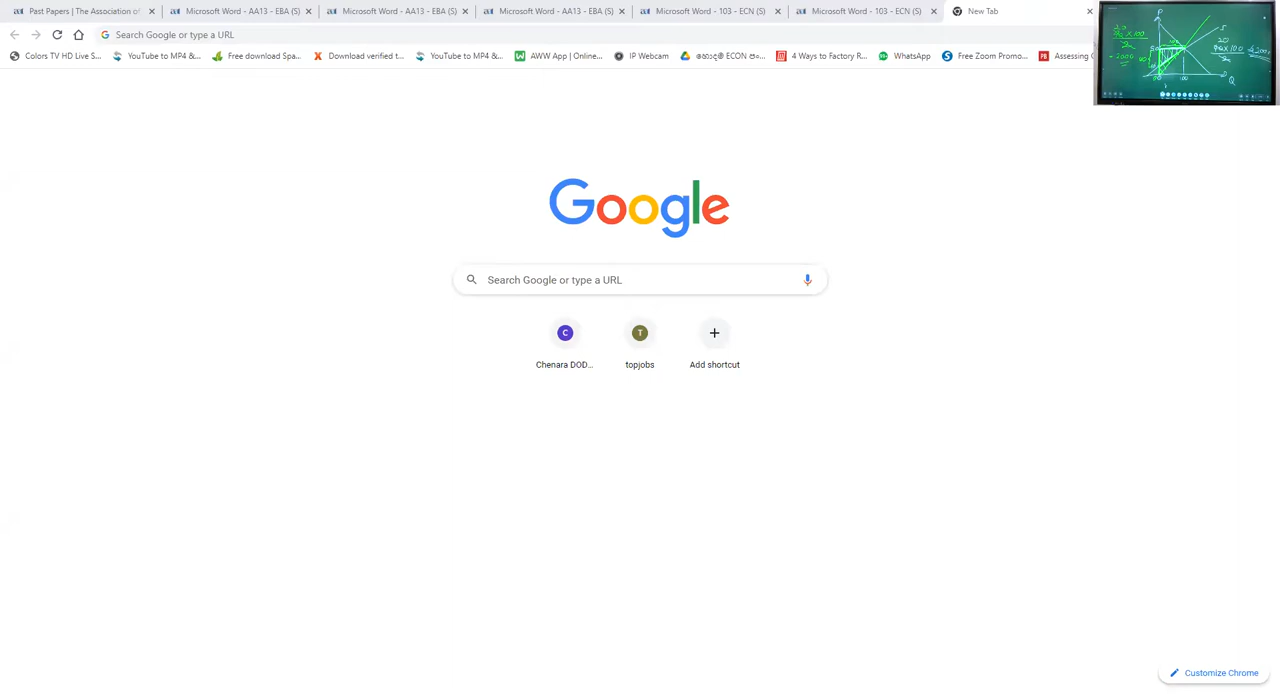 Past Papers | The Association of
Microsoft Word - AA13 - EBA (S)
Microsoft Word - AA13 - EBA (S)
Microsoft Word - AA13 - EBA (S)
Microsoft Word - 103 - ECN (S)
Microsoft Word - 103 - ECN (S)
New Tab
Search Google or type a URL
Colors TV HD Live S...
YouTube to MP4 &...
Free download Spa...
Download verified t...
YouTube to MP4 &...
AWW App | Online...
IP Webcam
4 Ways to Factory R...
WhatsApp
Free Zoom Promo...
Assessing
Google
Search Google or type a URL
C
T
Chenara DOD...
topjobs
Add shortcut
Customize Chrome
P
S
D
Q
100